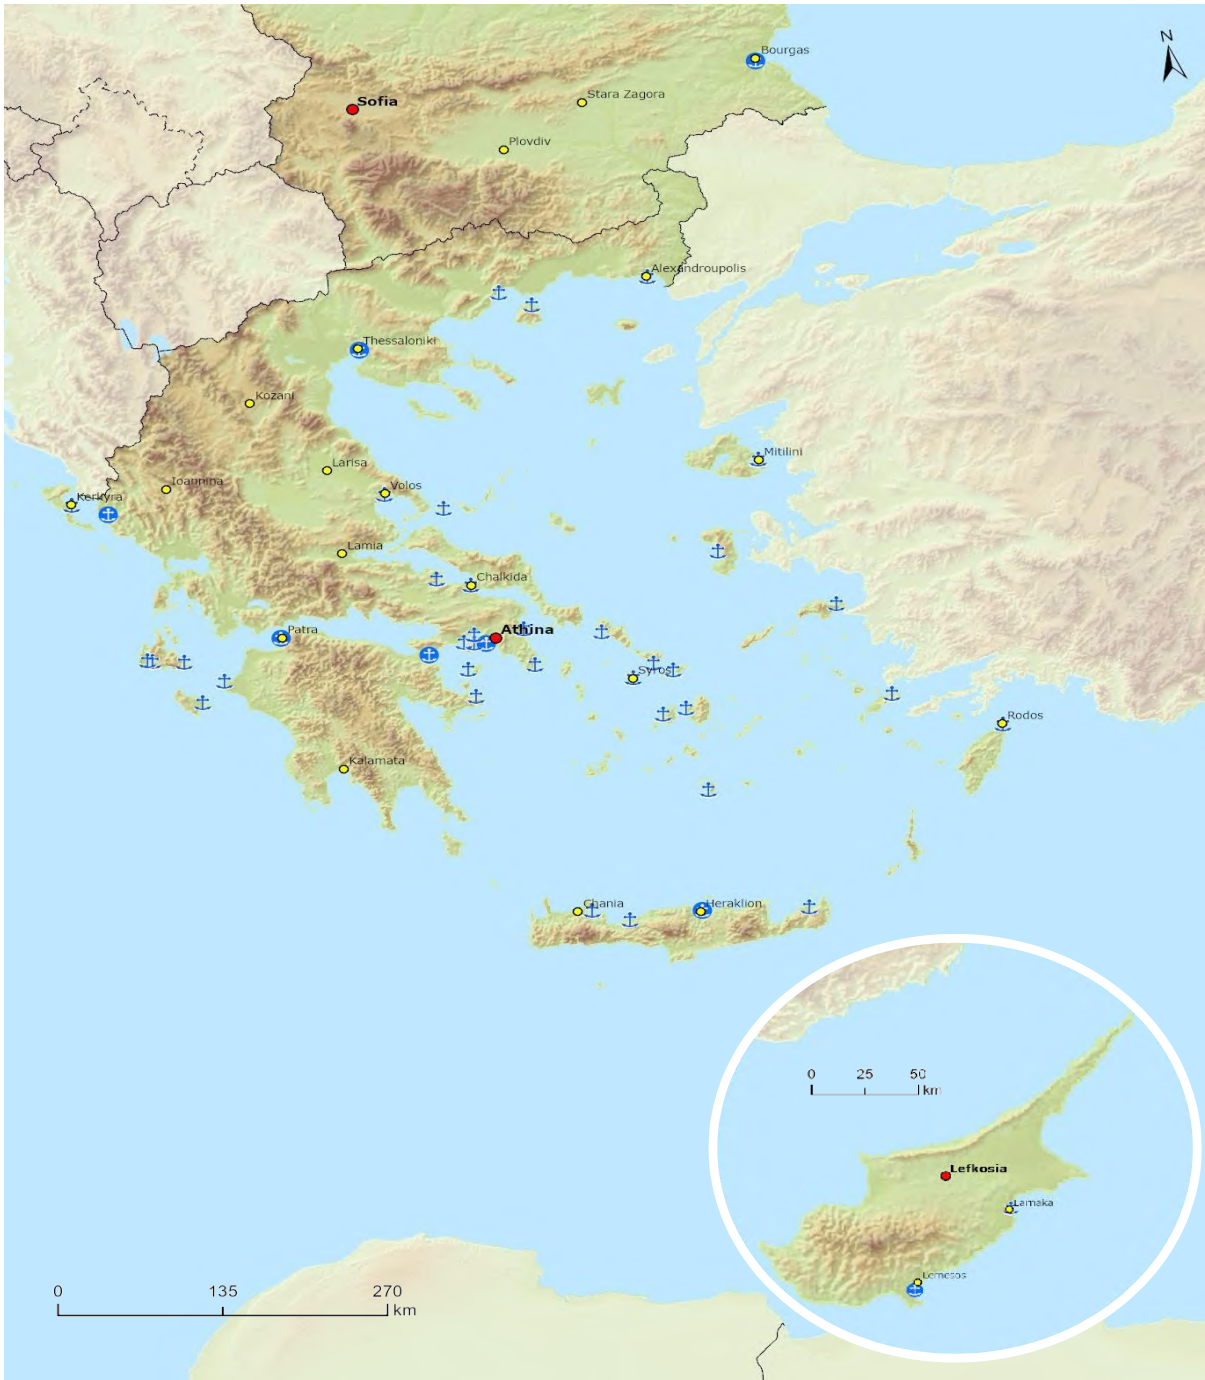 N
Bourgas
Stara Zagora
Sofia
Plovdiv
Alexandroupolis
Thessaloniki
Kozani
Mitilini
Larisa
Ioannina
Volos
Kerkyra
Lamia
Chalkida
Athina
Patra
Syros
Rodos
Kalamata
Chania
Heraklion
0 25 50
km
Lefkosia
Larnaka
Lemesos
0 135 270
km